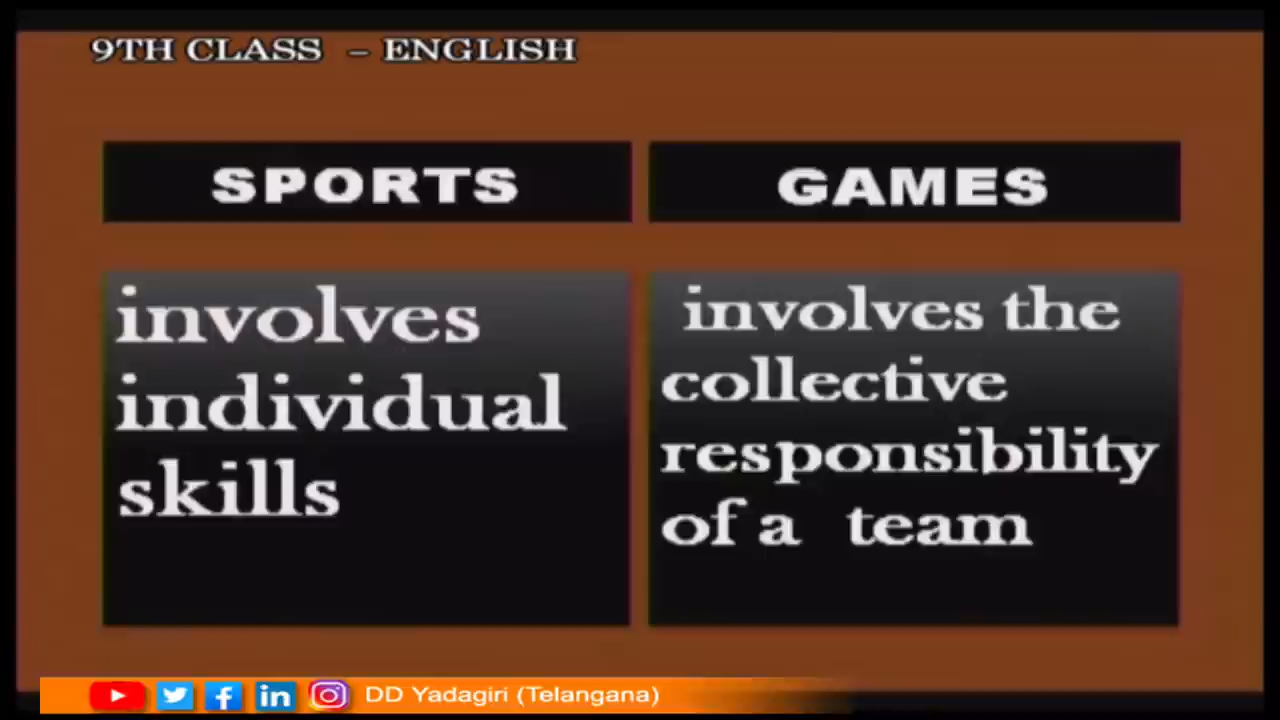 9TH CLASS – ENGLISH
SPORTS
involves
individual
skills
GAMES
involves the
collective
responsibility
of a team
DD Yadagiri (Telangana)